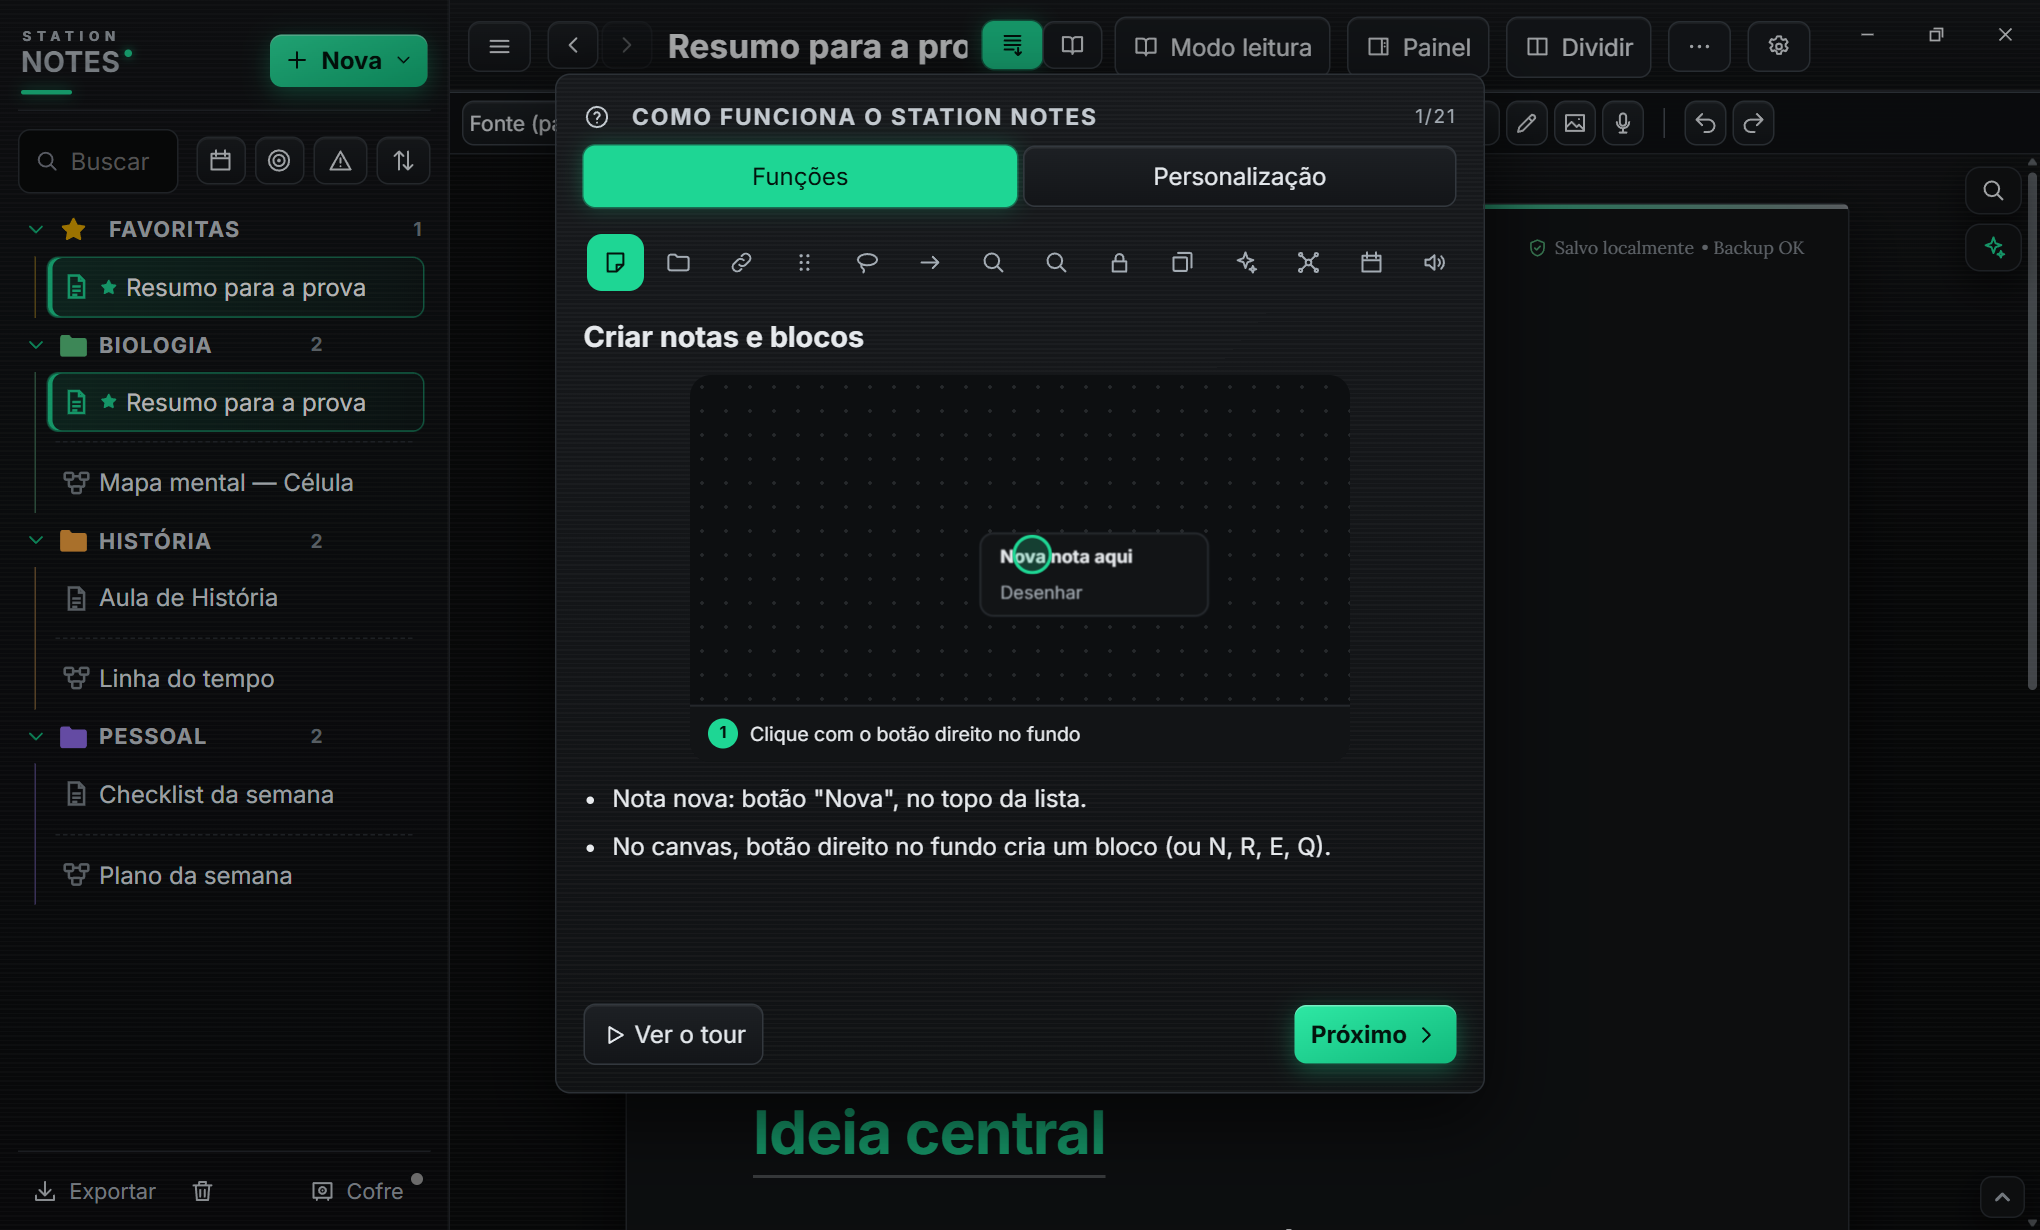 STATION
NOTES
Nova
Buscar
FAVORITAS 1
Resumo para a prova
BIOLOGIA 2
Resumo para a prova
Mapa mental — Célula
HISTÓRIA 2
Aula de História
Linha do tempo
PESSOAL 2
Checklist da semana
Plano da semana
Exportar
Cofre
Resumo para a pro
Modo leitura
Painel
Dividir
Fonte (pa
Salvo localmente • Backup OK
COMO FUNCIONA O STATION NOTES 1/21
Funções
Personalização
Criar notas e blocos
Nova nota aqui
Desenhar
1 Clique com o botão direito no fundo
• Nota nova: botão "Nova", no topo da lista.
• No canvas, botão direito no fundo cria um bloco (ou N, R, E, Q).
Ver o tour
Próximo
Ideia central